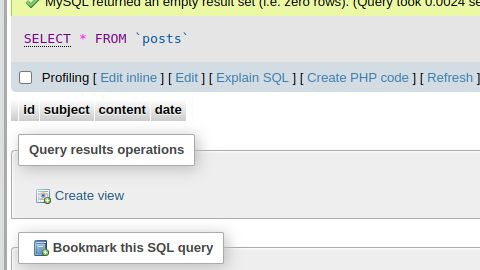 MySQL returned an empty result set (i.e. zero rows). (Query took 0.0024 se
SELECT * FROM `posts`
Profiling [ Edit inline ] [ Edit ] [ Explain SQL ] [ Create PHP code ] [ Refresh ]
id subject content date
Query results operations
Create view
Bookmark this SQL query